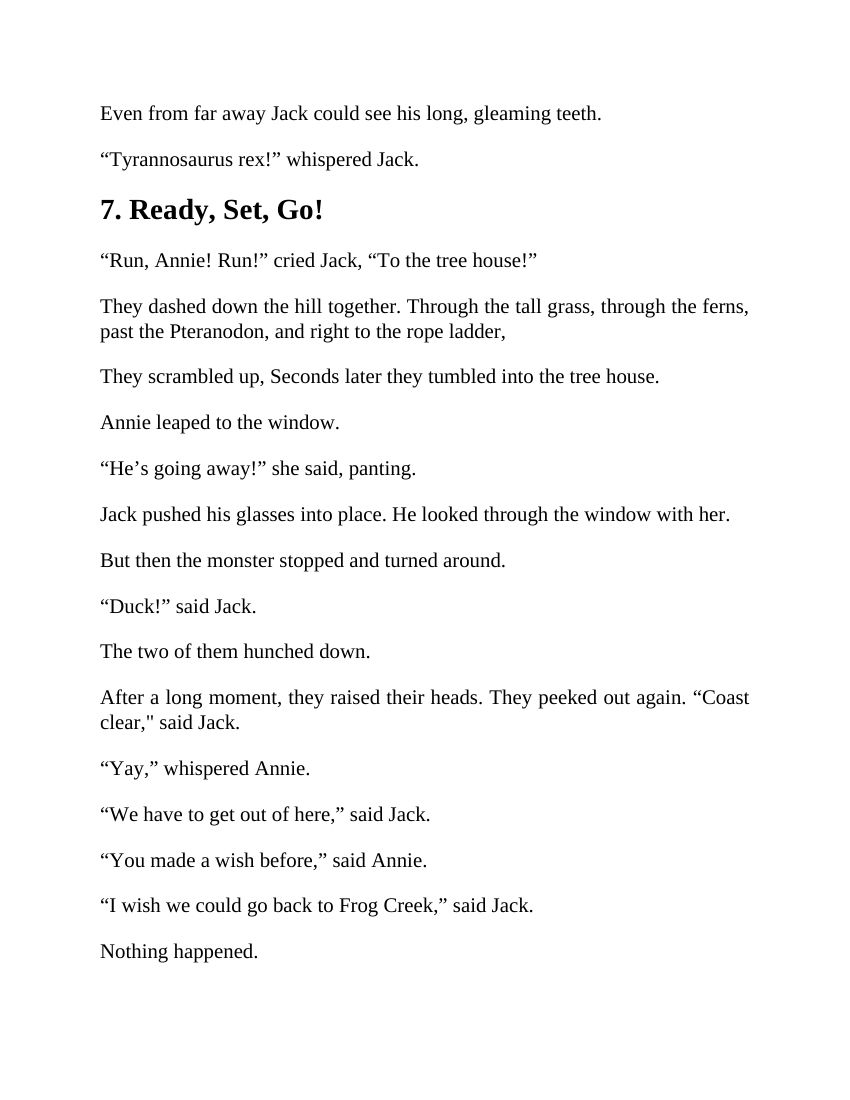 Even from far away Jack could see his long, gleaming teeth.
“Tyrannosaurus rex!” whispered Jack.
7. Ready, Set, Go!
“Run, Annie! Run!” cried Jack, “To the tree house!”
They dashed down the hill together. Through the tall grass, through the ferns,
past the Pteranodon, and right to the rope ladder,
They scrambled up, Seconds later they tumbled into the tree house.
Annie leaped to the window.
“He’s going away!” she said, panting.
Jack pushed his glasses into place. He looked through the window with her.
But then the monster stopped and turned around.
“Duck!” said Jack.
The two of them hunched down.
After a long moment, they raised their heads. They peeked out again. “Coast
clear," said Jack.
“Yay,” whispered Annie.
“We have to get out of here,” said Jack.
“You made a wish before,” said Annie.
“I wish we could go back to Frog Creek,” said Jack.
Nothing happened.